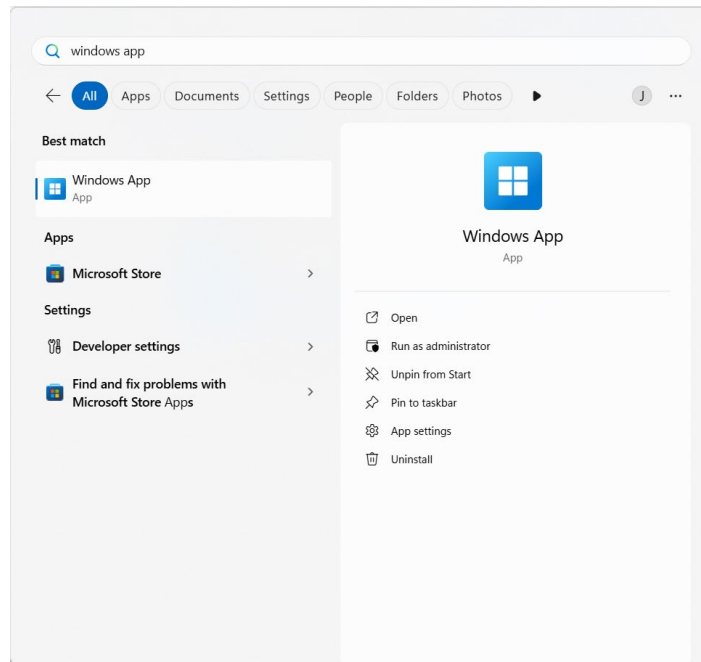 windows app
All Apps Documents Settings People Folders Photos J
Best match
Windows App
App
Apps
Microsoft Store
Settings
Developer settings
Find and fix problems with
Microsoft Store Apps
Windows App
App
Open
Run as administrator
Unpin from Start
Pin to taskbar
App settings
Uninstall